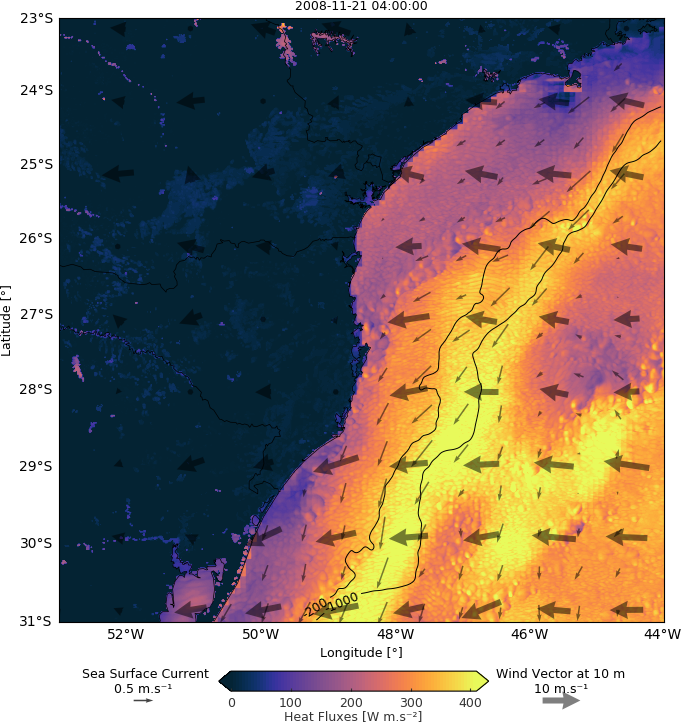 2008-11-21 04:00:00
23°S
24°S
25°S
26°S
27°S
28°S
29°S
30°S
31°S
Latitude [°]
-200
-1000
52°W 50°W 48°W 46°W 44°W
Longitude [°]
Sea Surface Current
0.5 m.s⁻¹
Wind Vector at 10 m
10 m.s⁻¹
0 100 200 300 400
Heat Fluxes [W m.s⁻²]